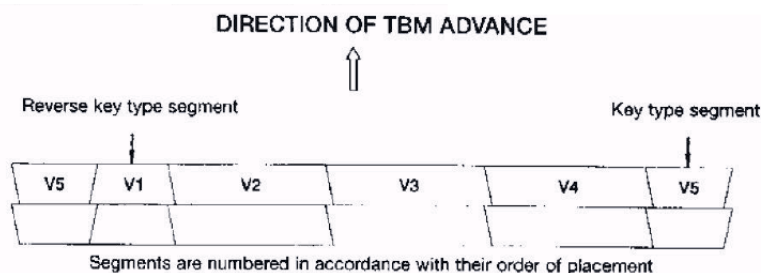 DIRECTION OF TBM ADVANCE
Reverse key type segment
Key type segment
V5 V1 V2 V3 V4 V5
Segments are numbered in accordance with their order of placement